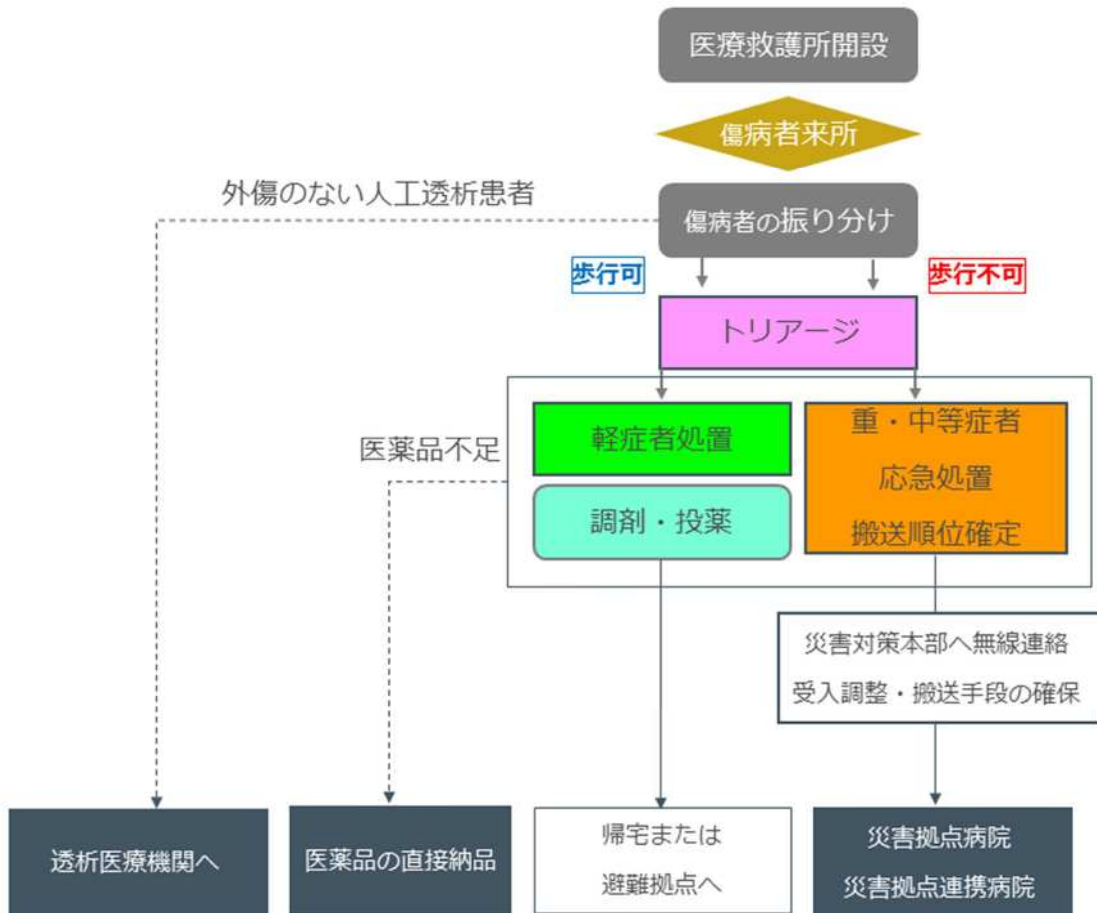 医療救護所開設
傷病者来所
外傷のない人工透析患者
傷病者の振り分け
歩行可
歩行不可
トリアージ
医薬品不足
軽症者処置
調剤・投薬
重・中等症者
応急処置
搬送順位確定
災害対策本部へ無線連絡
受入調整・搬送手段の確保
透析医療機関へ
医薬品の直接納品
帰宅または
避難拠点へ
災害拠点病院
災害拠点連携病院